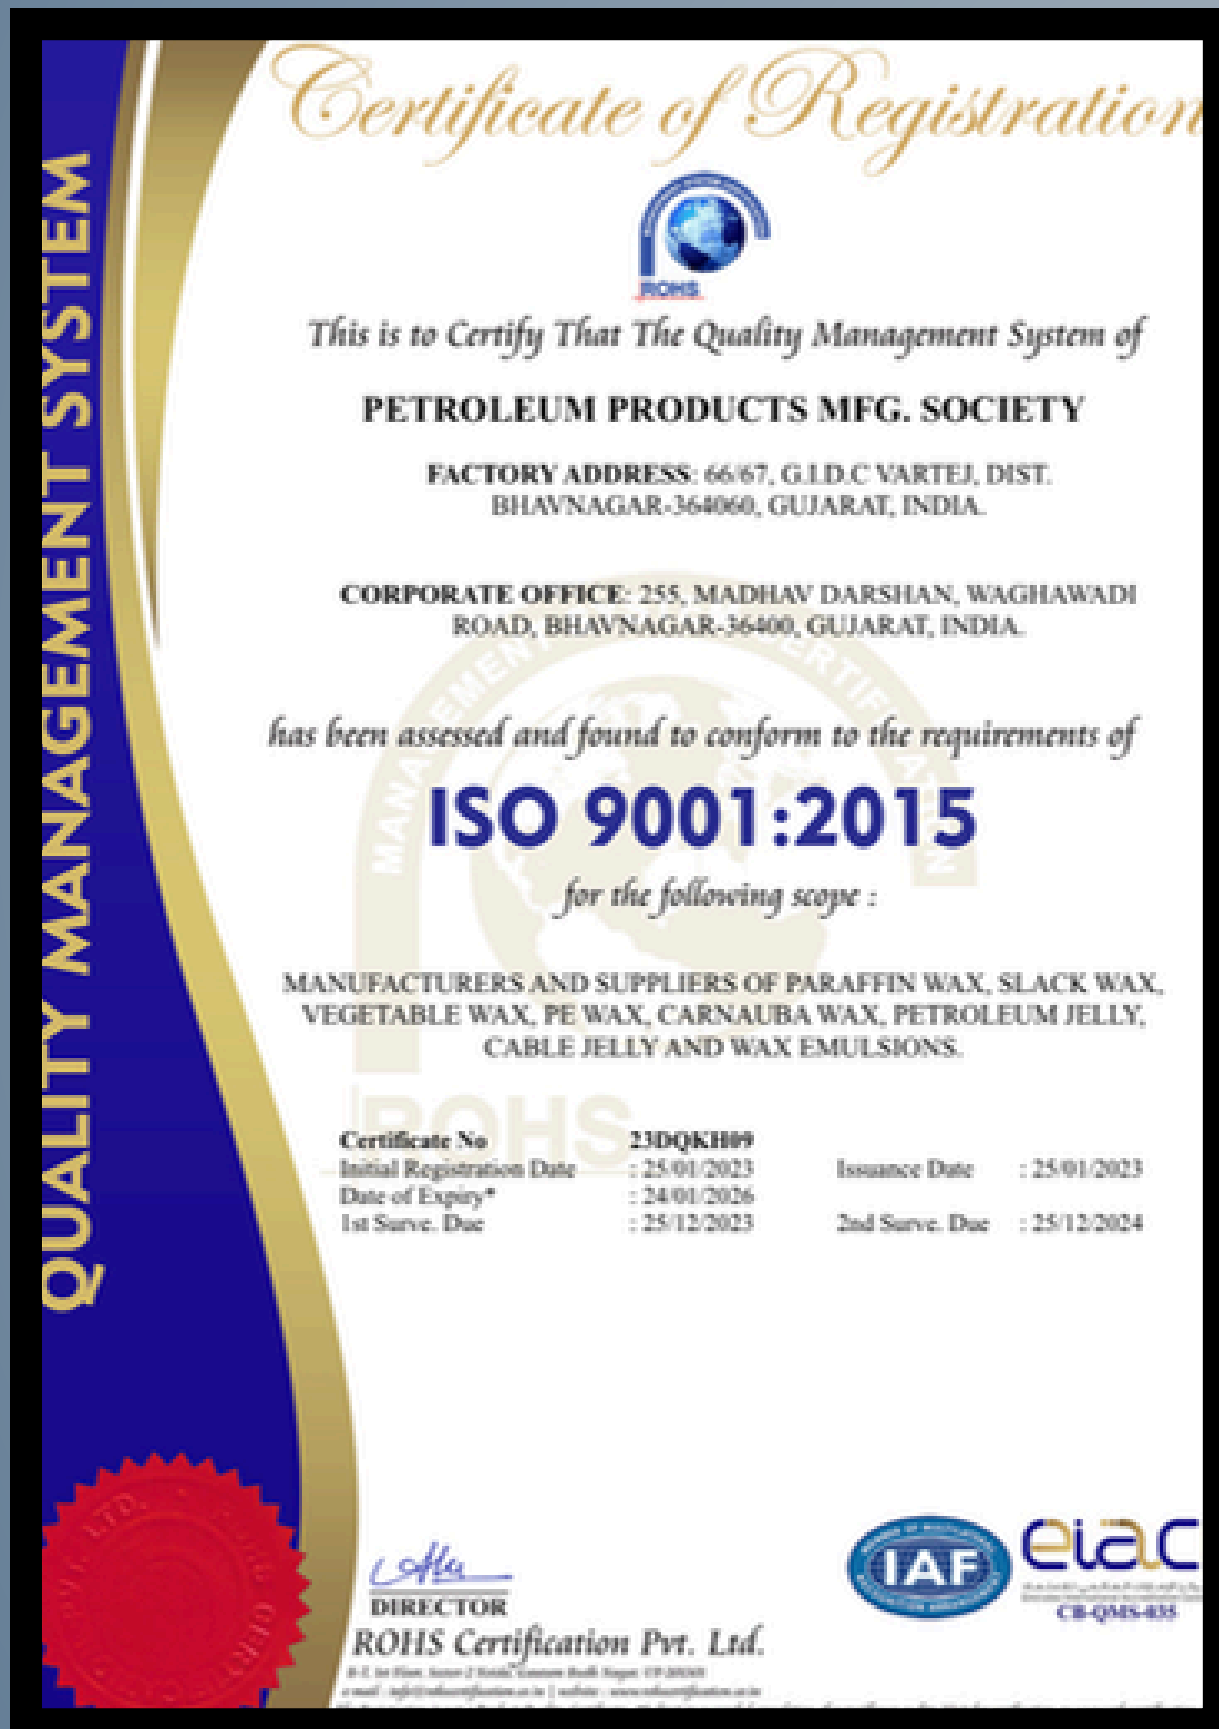 Certificate of Registration
ROHS
This is to Certify That The Quality Management System of
PETROLEUM PRODUCTS MFG. SOCIETY
FACTORY ADDRESS: 66/67, G.I.D.C VARTEJ, DIST.
BHAVNAGAR-364060, GUJARAT, INDIA.
CORPORATE OFFICE: 255, MADHAV DARSHAN, WAGHAWADI
ROAD, BHAVNAGAR-36400, GUJARAT, INDIA.
has been assessed and found to conform to the requirements of
ISO 9001:2015
for the following scope :
MANUFACTURERS AND SUPPLIERS OF PARAFFIN WAX, SLACK WAX,
VEGETABLE WAX, PE WAX, CARNAUBA WAX, PETROLEUM JELLY,
CABLE JELLY AND WAX EMULSIONS.
Certificate No 23DQKH09
Initial Registration Date : 25/01/2023 Issuance Date : 25/01/2023
Date of Expiry* : 24/01/2026
1st Surve. Due : 25/12/2023 2nd Surve. Due : 25/12/2024
DIRECTOR
ROHS Certification Pvt. Ltd.
IAF
eiac
CB-QMS-035
QUALITY MANAGEMENT SYSTEM
MANAGEMENT CERTIFICATION
ROHS
PVT. LTD.